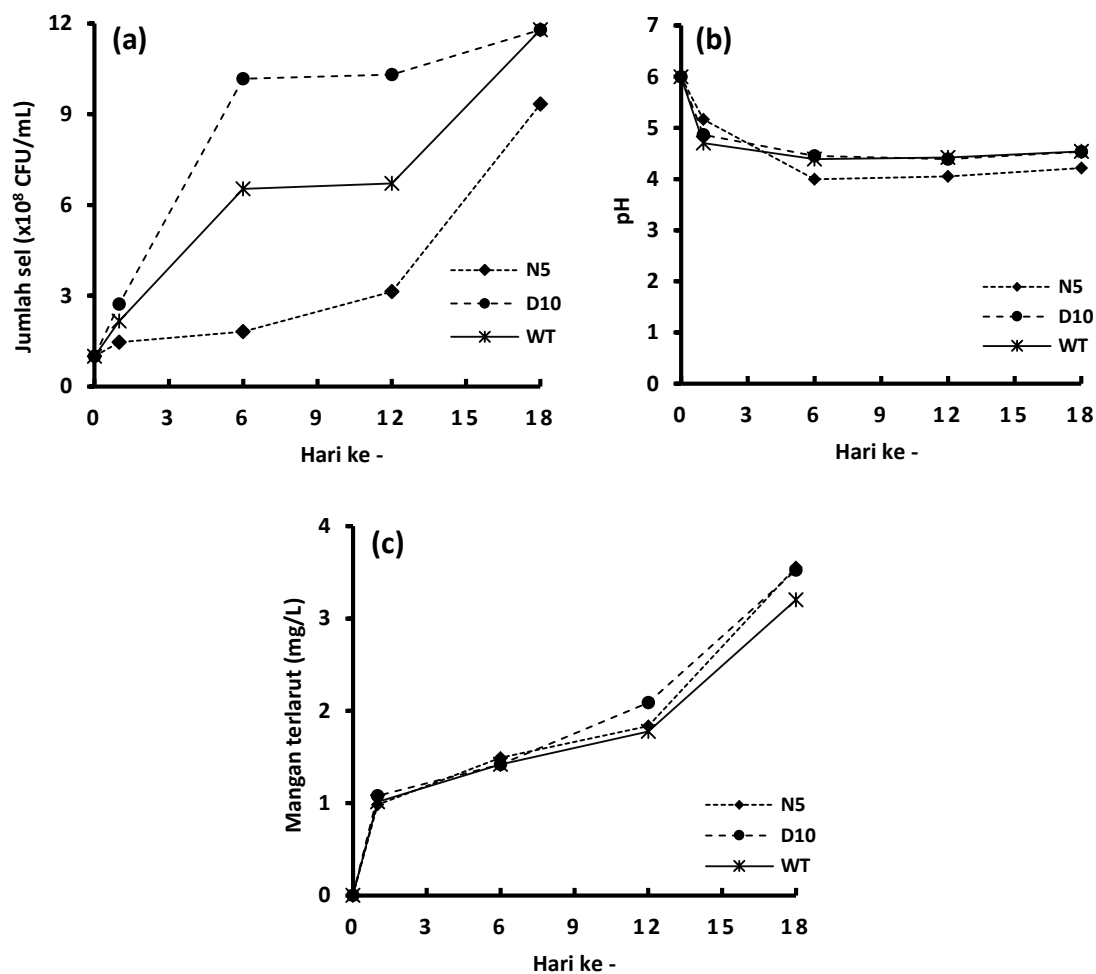 (a)
Jumlah sel (x10⁸ CFU/mL)
12
9
6
3
0
0 3 6 9 12 15 18
Hari ke -
N5
D10
WT
(b)
pH
7
6
5
4
3
2
1
0
0 3 6 9 12 15 18
Hari ke -
N5
D10
WT
(c)
Mangan terlarut (mg/L)
4
3
2
1
0
0 3 6 9 12 15 18
Hari ke -
N5
D10
WT